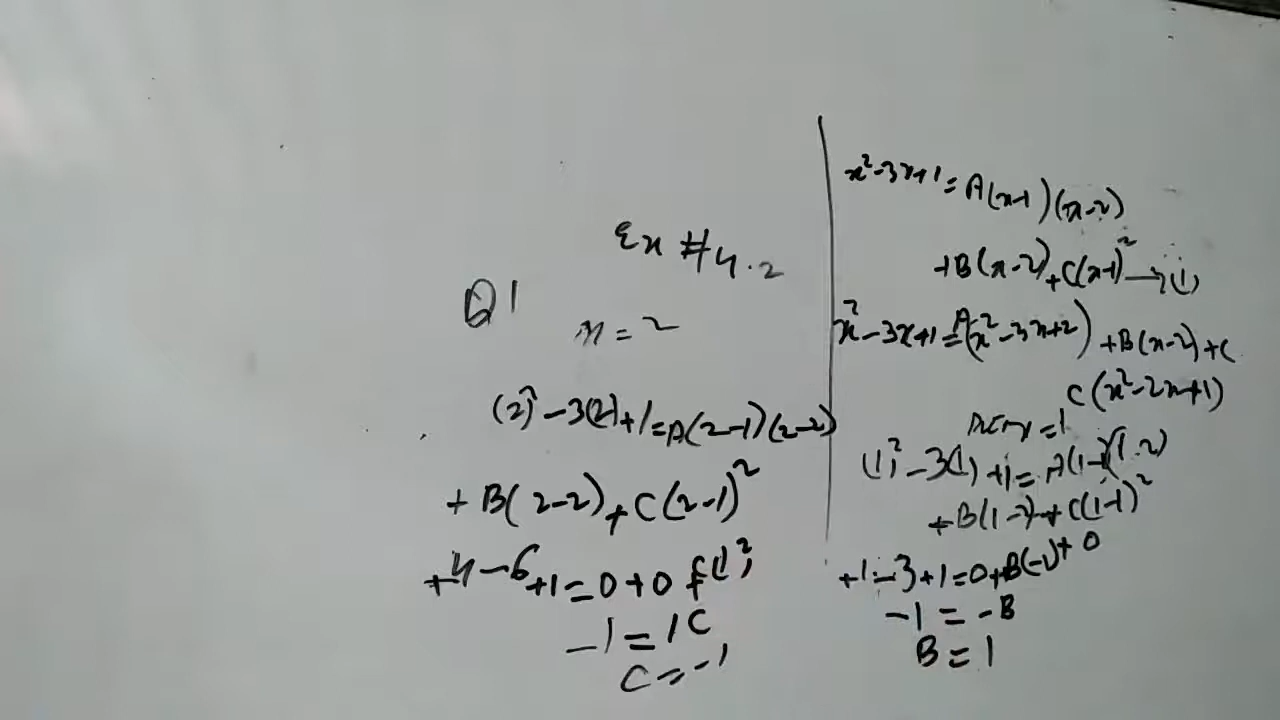 Ex #4.2
Q1
x = 2
(2)² - 3(2) + 1 = A(2-1)(2-2)
+ B(2-2) + C(2-1)²
+4 - 6 + 1 = 0 + 0 + (1)²
-1 = 1C
C = -1
x² - 3x + 1 = A(x-1)(x-2)
+ B(x-2) + C(x-1)² → (1)
x² - 3x + 1 = A(x² - 3x + 2) + B(x-2) + C
C(x² - 2x + 1)
x = 1
(1)² - 3(1) + 1 = A(1-1)(1-2)
+ B(1-2) + C(1-1)²
+1 - 3 + 1 = 0 + B(-1) + 0
-1 = -B
B = 1